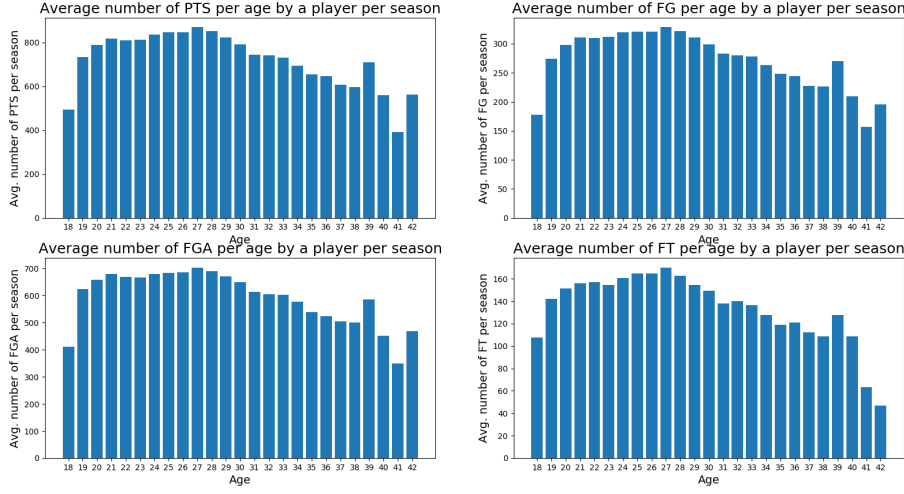 Average number of PTS per age by a player per season
Avg. number of PTS per season
800
600
400
200
0
18 19 20 21 22 23 24 25 26 27 28 29 30 31 32 33 34 35 36 37 38 39 40 41 42
Age
Average number of FG per age by a player per season
Avg. number of FG per season
300
250
200
150
100
50
0
18 19 20 21 22 23 24 25 26 27 28 29 30 31 32 33 34 35 36 37 38 39 40 41 42
Age
Average number of FGA per age by a player per season
Avg. number of FGA per season
700
600
500
400
300
200
100
0
18 19 20 21 22 23 24 25 26 27 28 29 30 31 32 33 34 35 36 37 38 39 40 41 42
Age
Average number of FT per age by a player per season
Avg. number of FT per season
160
140
120
100
80
60
40
20
0
18 19 20 21 22 23 24 25 26 27 28 29 30 31 32 33 34 35 36 37 38 39 40 41 42
Age